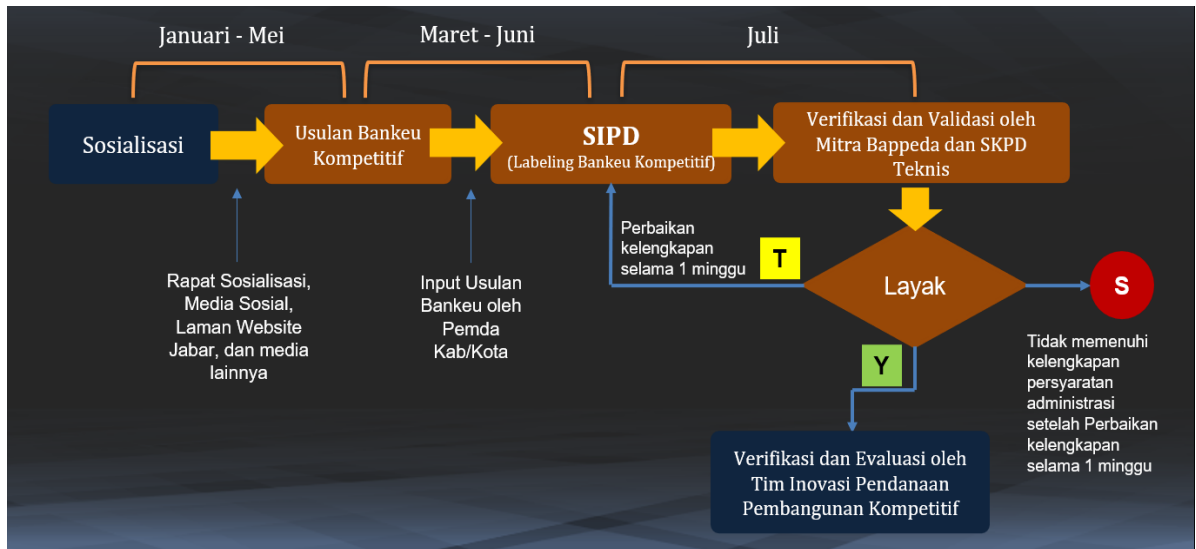 Januari - Mei
Maret - Juni
Juli
Sosialisasi
Usulan Bankeu
Kompetitif
SIPD
(Labeling Bankeu Kompetitif)
Verifikasi dan Validasi oleh
Mitra Bappeda dan SKPD
Teknis
Rapat Sosialisasi,
Media Sosial,
Laman Website
Jabar, dan media
lainnya
Input Usulan
Bankeu oleh
Pemda
Kab/Kota
Perbaikan
kelengkapan
selama 1 minggu
T
Layak
S
Tidak memenuhi
kelengkapan
persyaratan
administrasi
setelah Perbaikan
kelengkapan
selama 1 minggu
Y
Verifikasi dan Evaluasi oleh
Tim Inovasi Pendanaan
Pembangunan Kompetitif